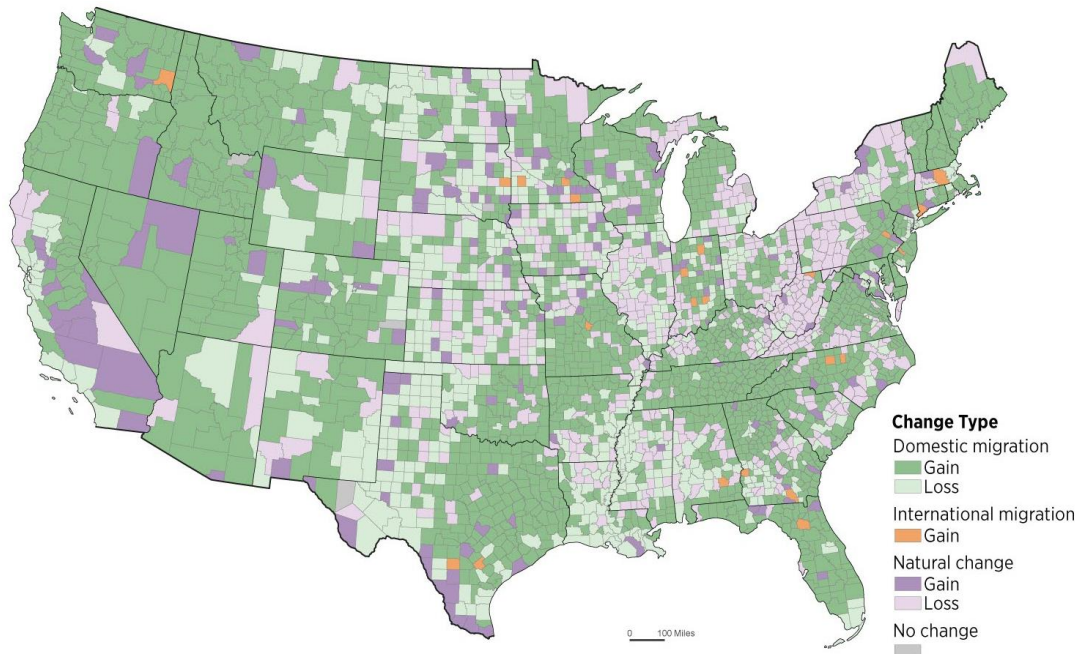 0 100 Miles
Change Type
Domestic migration
Gain
Loss
International migration
Gain
Natural change
Gain
Loss
No change